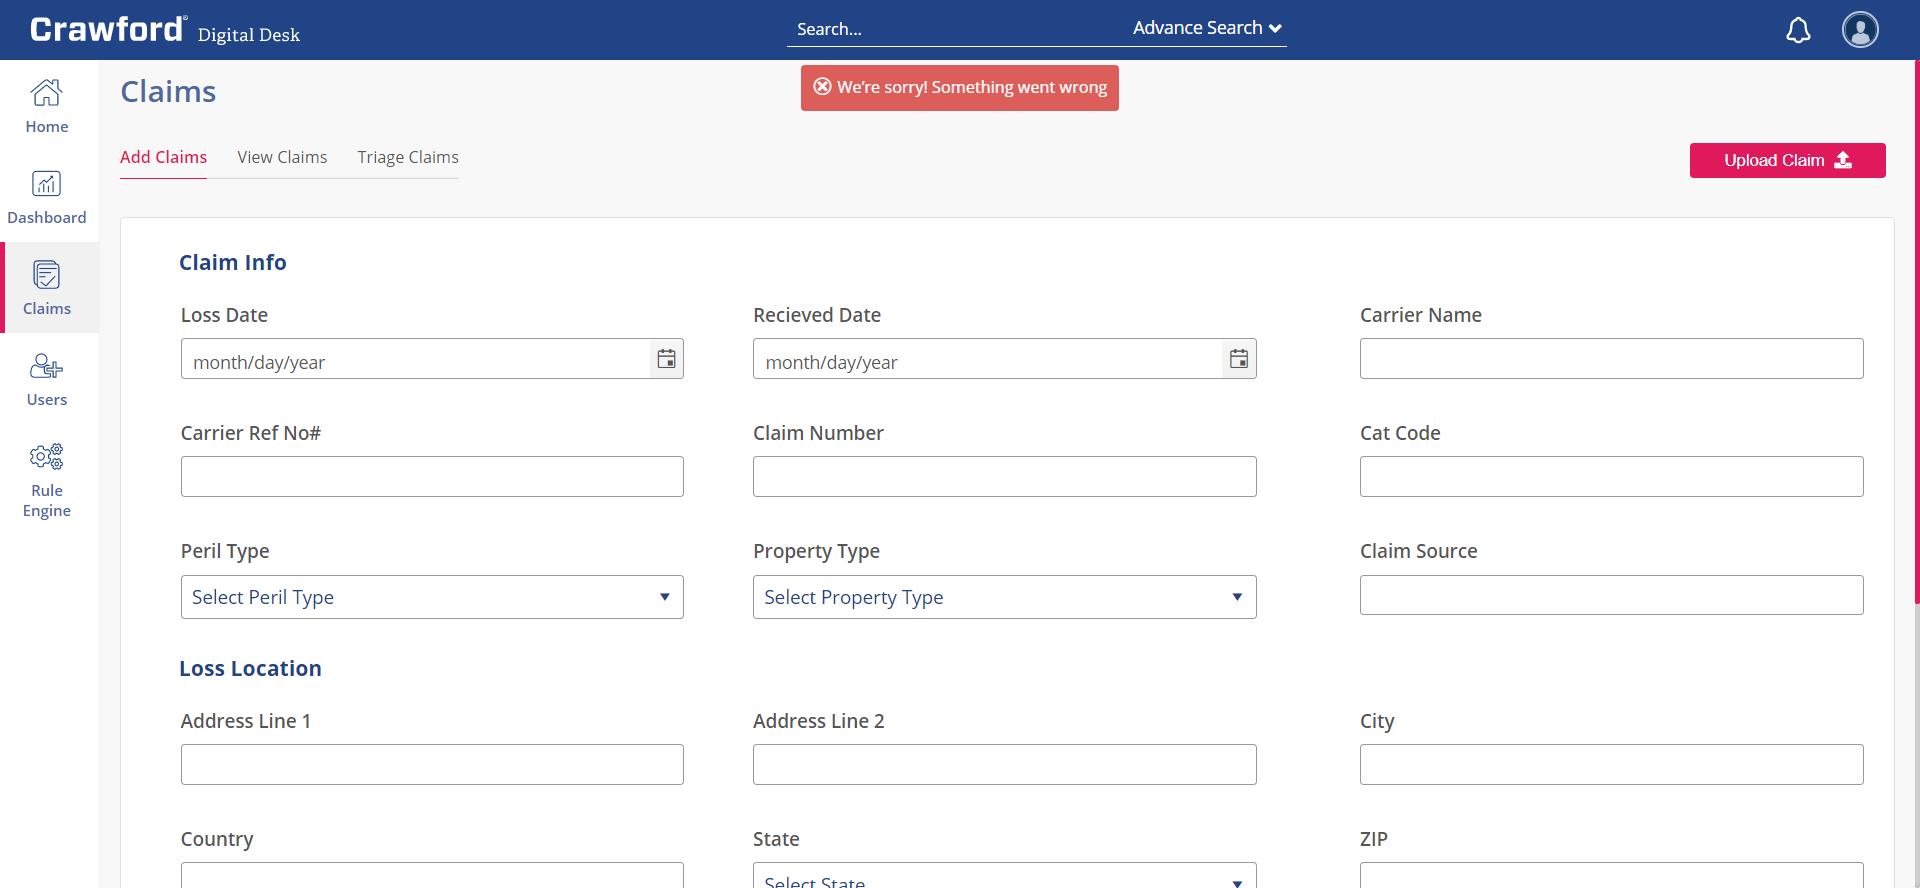 Crawford® Digital Desk
Search...
Advance Search
We're sorry! Something went wrong
Home
Dashboard
Claims
Users
Rule
Engine
Claims
Add Claims
View Claims
Triage Claims
Upload Claim
Claim Info
Loss Date
Recieved Date
Carrier Name
month/day/year
month/day/year
Carrier Ref No#
Claim Number
Cat Code
Peril Type
Property Type
Claim Source
Select Peril Type
Select Property Type
Loss Location
Address Line 1
Address Line 2
City
Country
State
ZIP
Select State